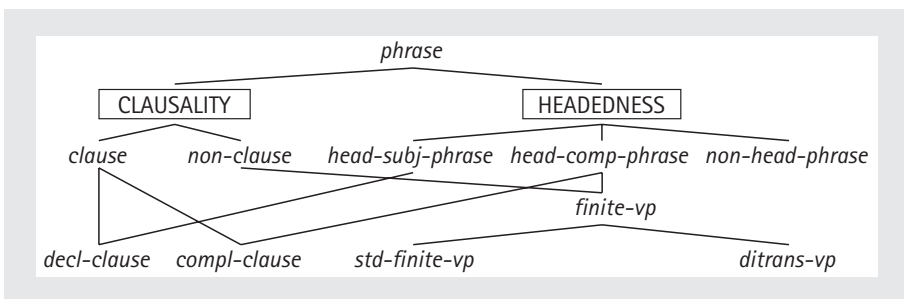 phrase
CLAUSALITY HEADEDNESS
clause non-clause head-subj-phrase head-comp-phrase non-head-phrase
finite-vp
decl-clause compl-clause std-finite-vp ditrans-vp